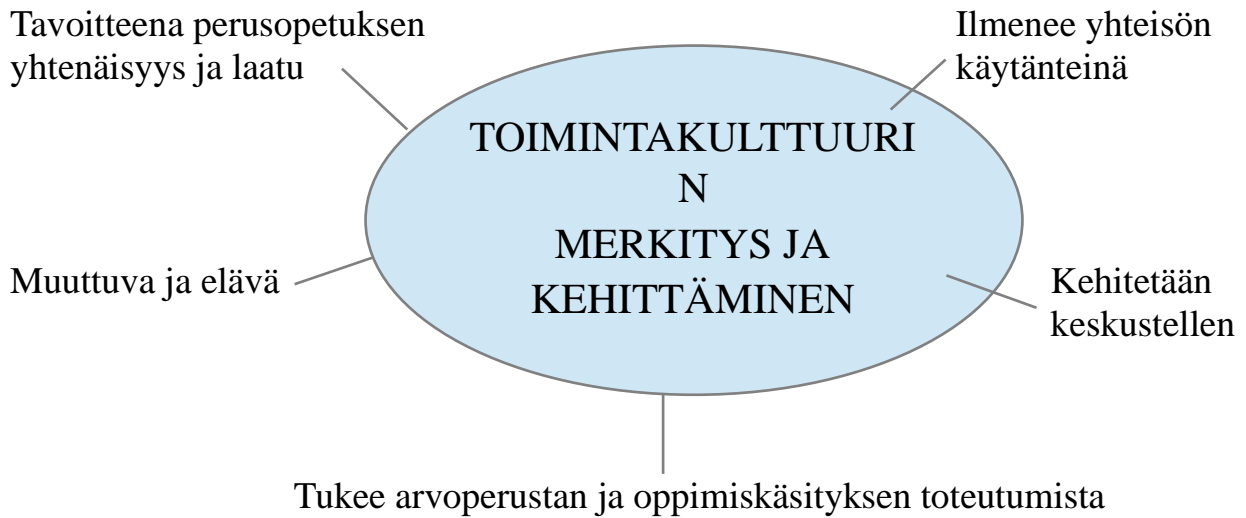 Tavoitteena perusopetuksen
yhtenäisyys ja laatu
Ilmenee yhteisön
käytänteinä
TOIMINTAKULTTUURI
N
MERKITYS JA
KEHITTÄMINEN
Muuttuva ja elävä
Kehitetään
keskustellen
Tukee arvoperustan ja oppimiskäsityksen toteutumista